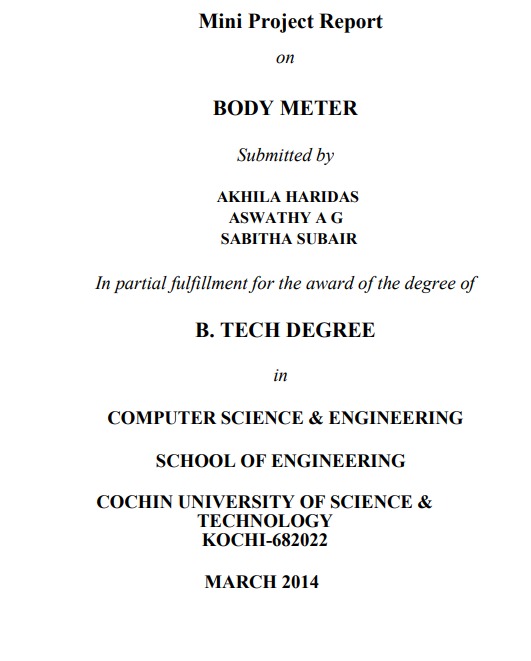 Mini Project Report
on
BODY METER
Submitted by
AKHILA HARIDAS
ASWATHY A G
SABITHA SUBAIR
In partial fulfillment for the award of the degree of
B. TECH DEGREE
in
COMPUTER SCIENCE & ENGINEERING
SCHOOL OF ENGINEERING
COCHIN UNIVERSITY OF SCIENCE &
TECHNOLOGY
KOCHI-682022
MARCH 2014